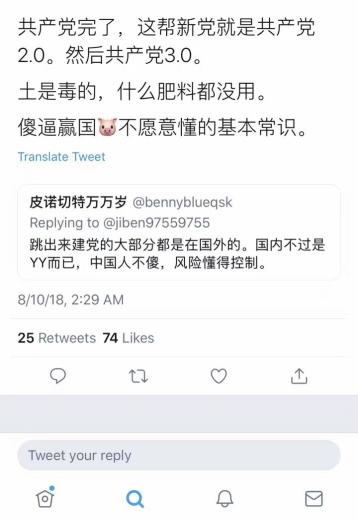 共产党完了，这帮新党就是共产党
2.0。然后共产党3.0。
土是毒的，什么肥料都没用。
傻逼赢国🐷不愿意懂的基本常识。
Translate Tweet
皮诺切特万万岁 @bennyblueqsk
Replying to @jiben97559755
跳出来建党的大部分都是在国外的。国内不过是
YY而已，中国人不傻，风险懂得控制。
8/10/18, 2:29 AM
25 Retweets 74 Likes
Tweet your reply